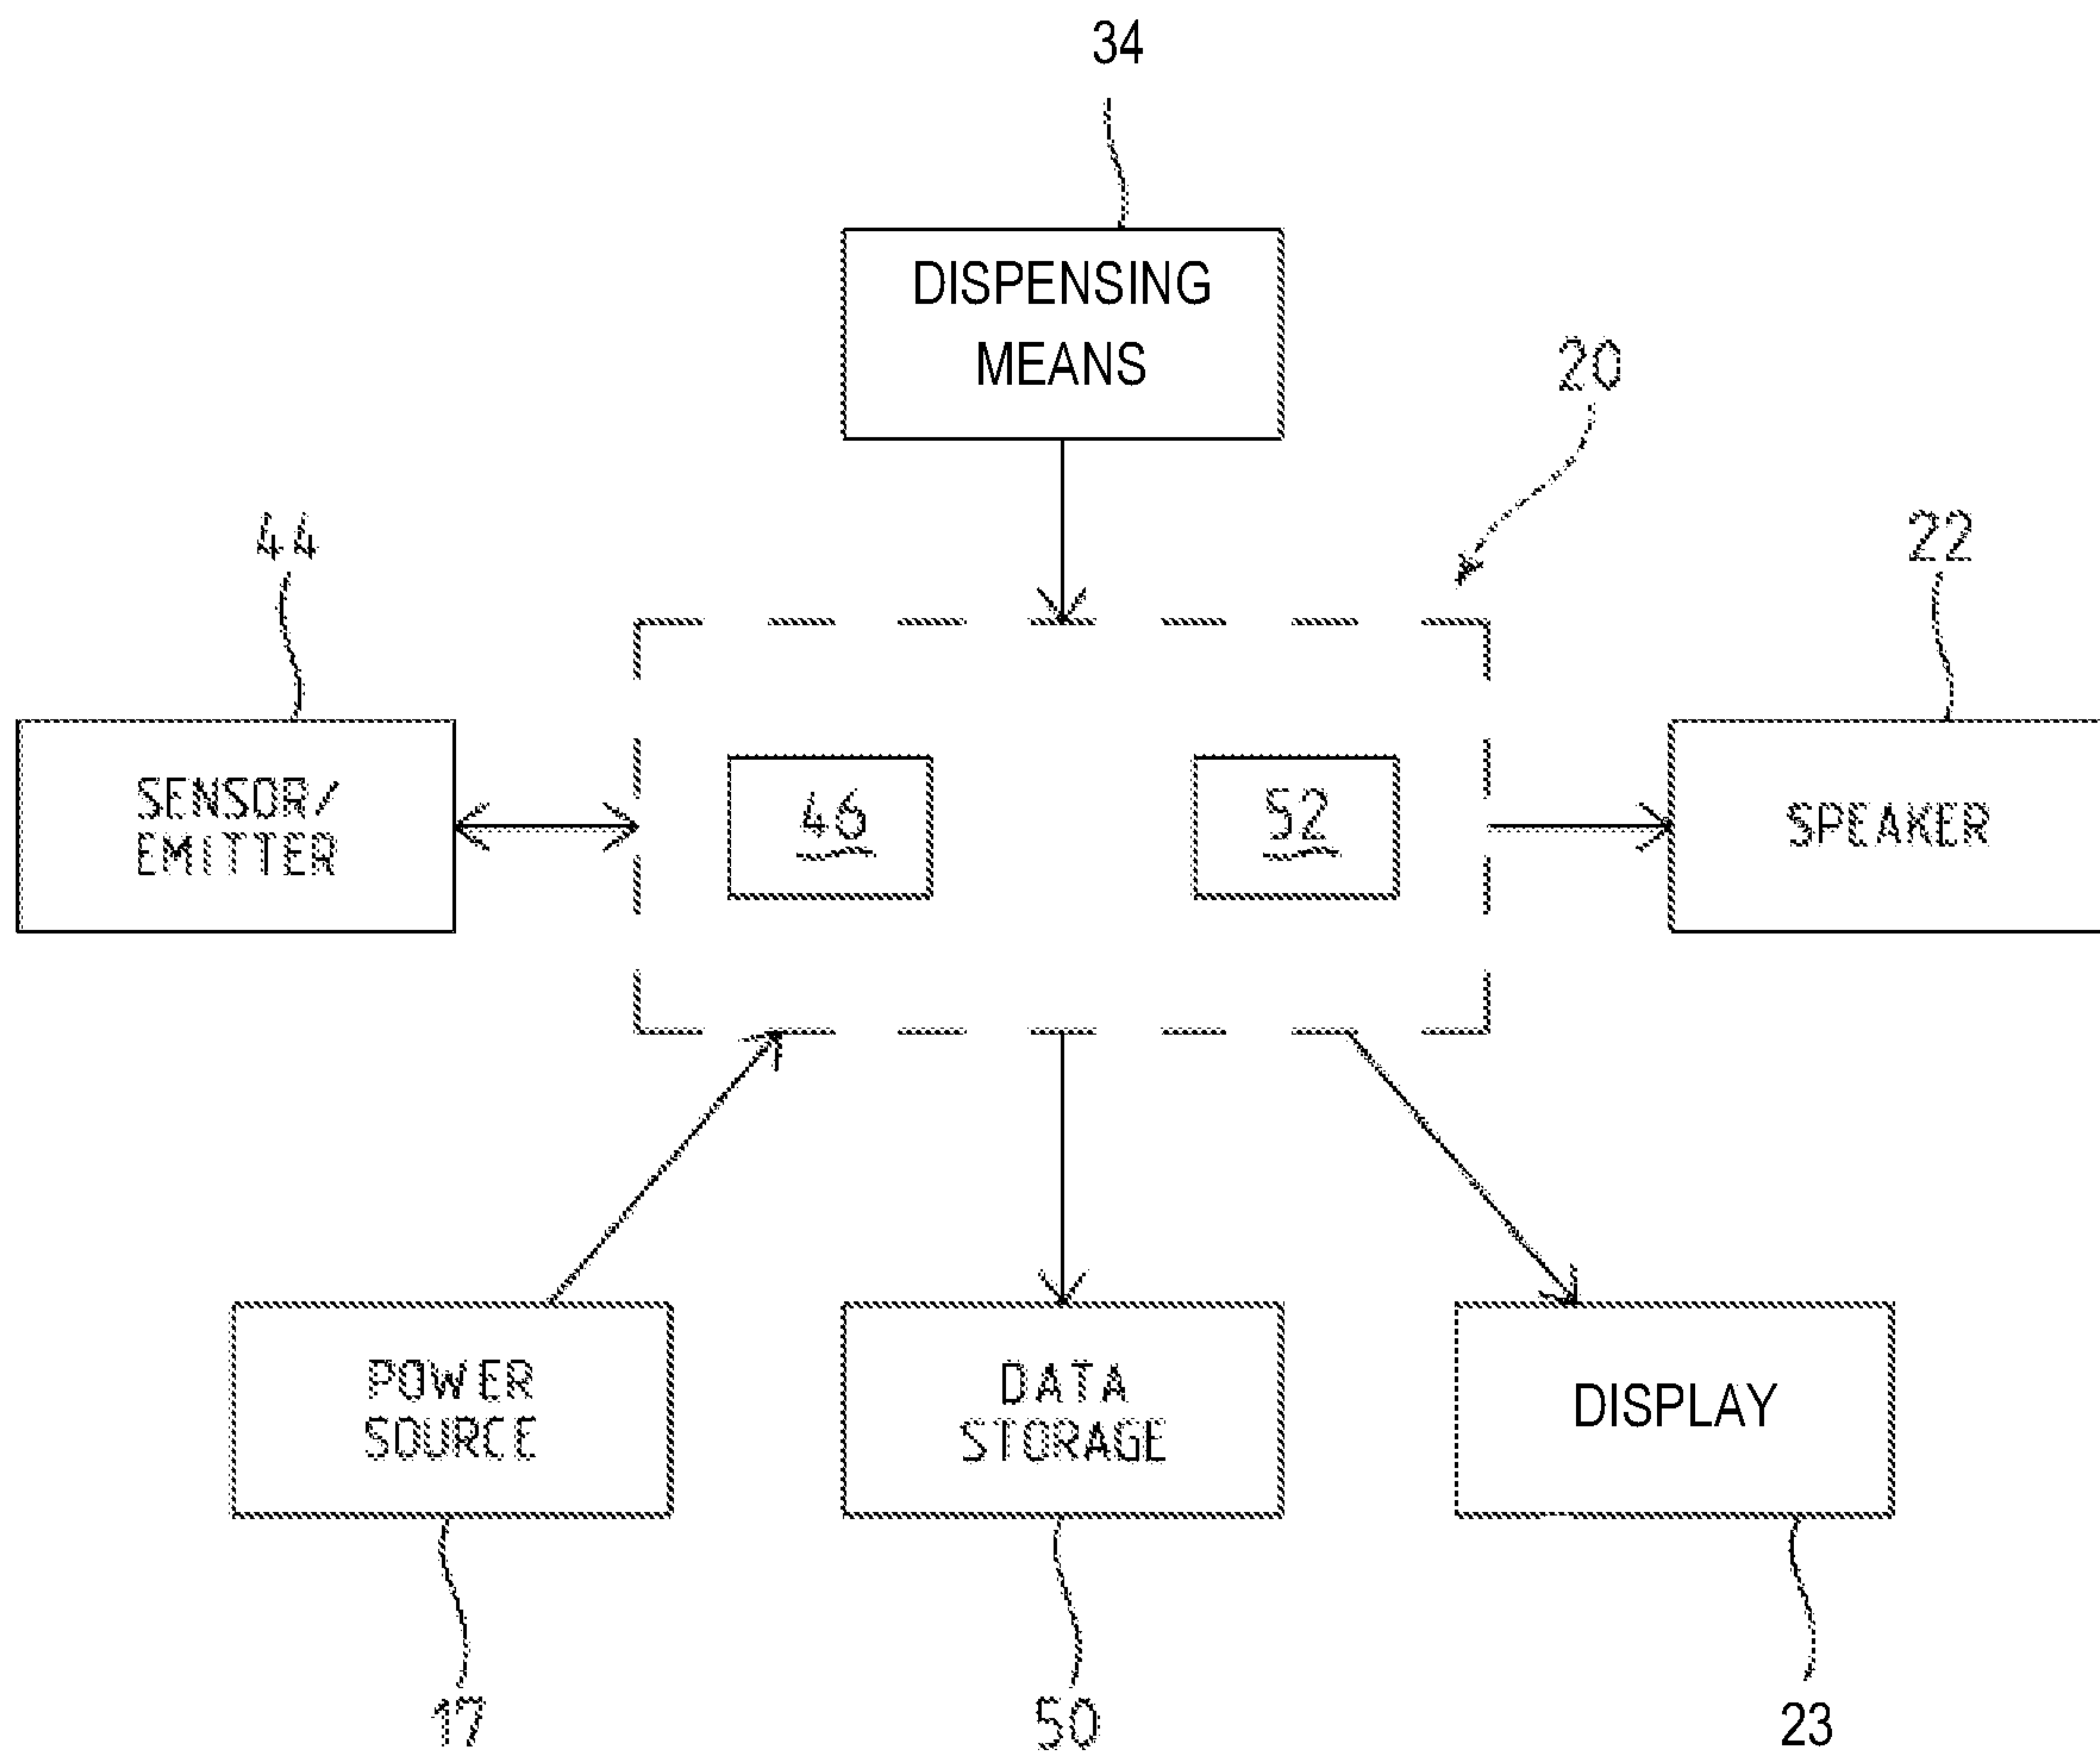 34
DISPENSING
MEANS
20
44
22
SENSOR/
EMITTER
46
52
SPEAKER
POWER
SOURCE
DATA
STORAGE
DISPLAY
17
50
23